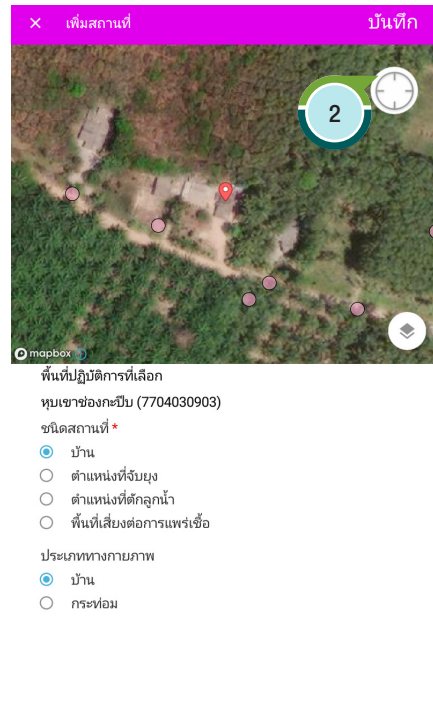 เพิ่มสถานที่
บันทึก
2
mapbox
พื้นที่ปฏิบัติการที่เลือก
หุบเขาช่องกะปีบ (7704030903)
ชนิดสถานที่ *
บ้าน
ตำแหน่งที่จับยุง
ตำแหน่งที่ตักลูกน้ำ
พื้นที่เสี่ยงต่อการแพร่เชื้อ
ประเภททางกายภาพ
บ้าน
กระท่อม